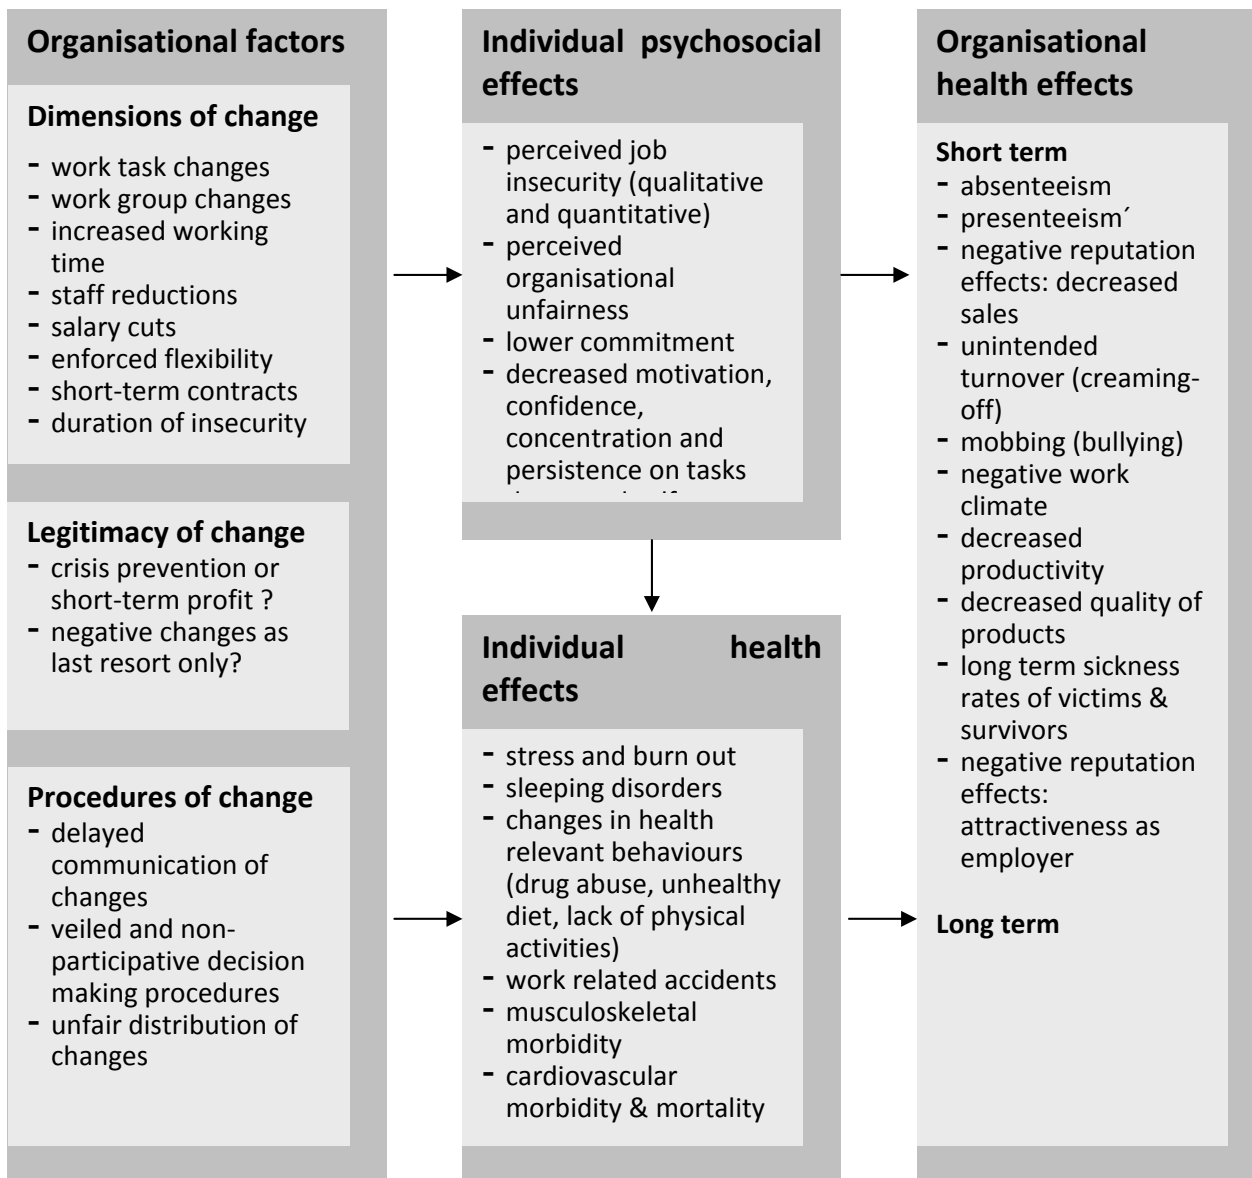 Organisational factors
Dimensions of change
- work task changes
- work group changes
- increased working
time
- staff reductions
- salary cuts
- enforced flexibility
- short-term contracts
- duration of insecurity
Legitimacy of change
- crisis prevention or
short-term profit ?
- negative changes as
last resort only?
Procedures of change
- delayed
communication of
changes
- veiled and non-
participative decision
making procedures
- unfair distribution of
changes
Individual psychosocial
effects
- perceived job
insecurity (qualitative
and quantitative)
- perceived
organisational
unfairness
- lower commitment
- decreased motivation,
confidence,
concentration and
persistence on tasks
Individual health
effects
- stress and burn out
- sleeping disorders
- changes in health
relevant behaviours
(drug abuse, unhealthy
diet, lack of physical
activities)
- work related accidents
- musculoskeletal
morbidity
- cardiovascular
morbidity & mortality
Organisational
health effects
Short term
- absenteeism
- presenteeism´
- negative reputation
effects: decreased
sales
- unintended
turnover (creaming-
off)
- mobbing (bullying)
- negative work
climate
- decreased
productivity
- decreased quality of
products
- long term sickness
rates of victims &
survivors
- negative reputation
effects:
attractiveness as
employer
Long term